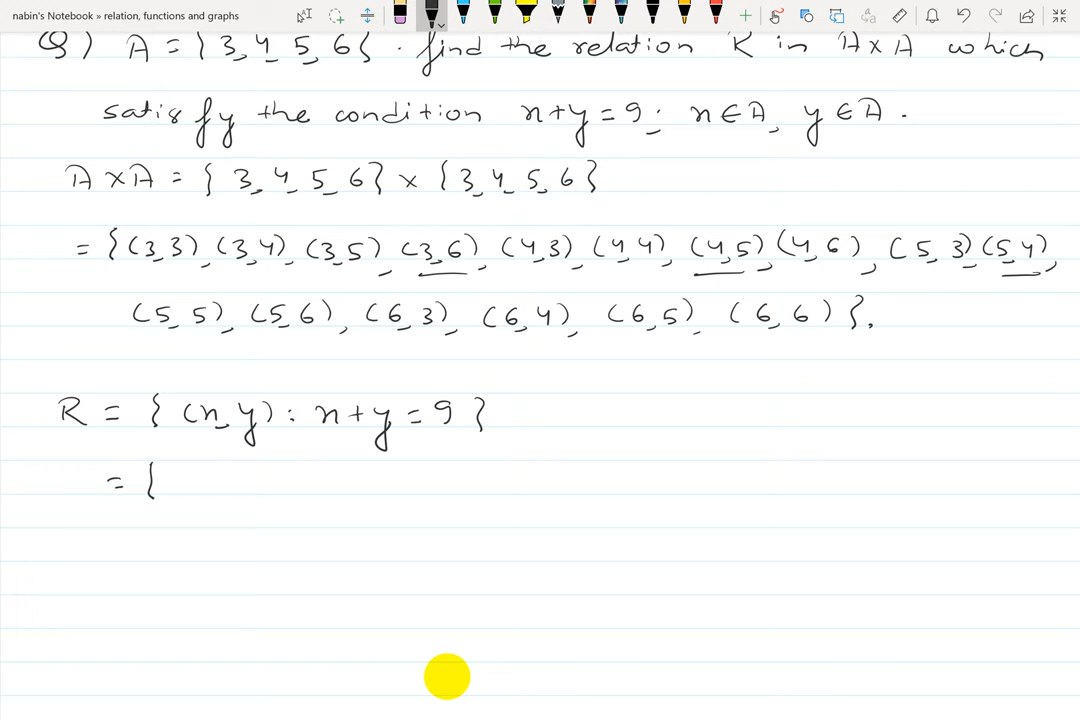 nabin's Notebook » relation, functions and graphs
Q) A = {3, 4, 5, 6}. find the relation R in A×A which
satisfy the condition x+y=9: x∈A, y∈A.
A×A = {3, 4, 5, 6} × {3, 4, 5, 6}
= {(3,3), (3,4), (3,5), (3,6), (4,3), (4,4), (4,5), (4,6), (5,3) (5,4),
(5,5), (5,6), (6,3), (6,4), (6,5), (6,6)}.
R = {(x,y): x+y=9}
= {